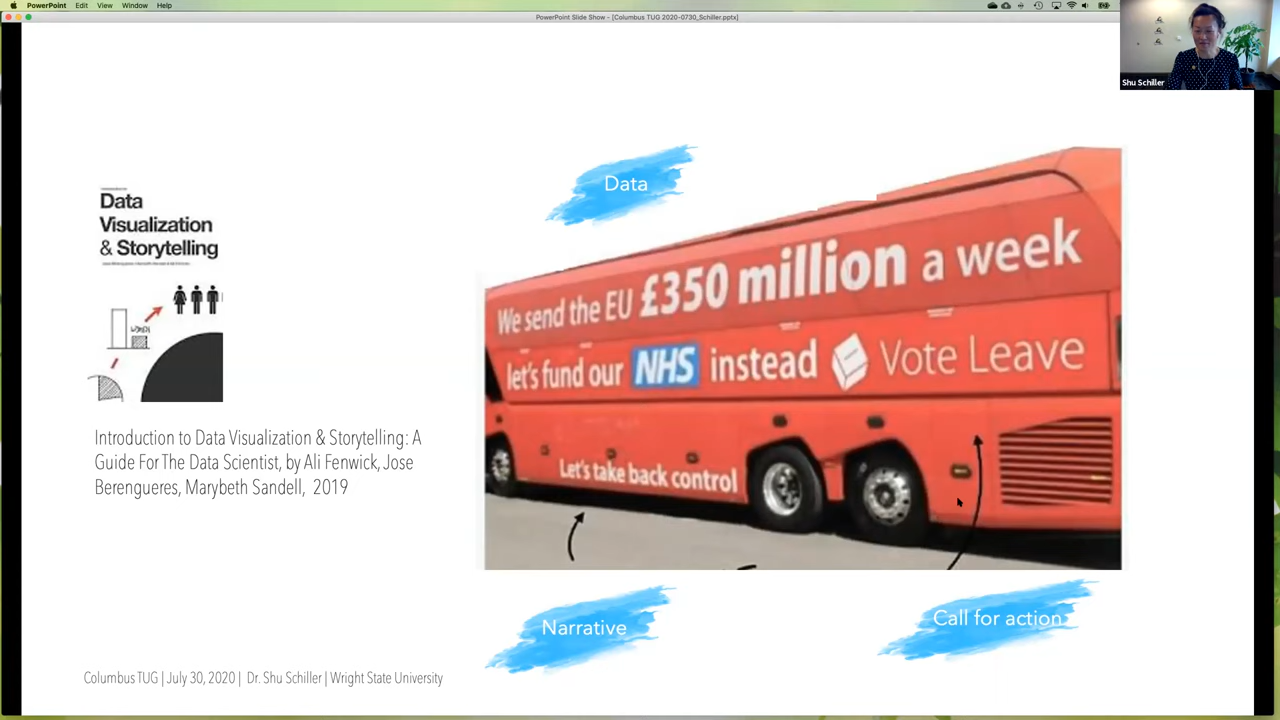 PowerPoint Edit View Window Help
PowerPoint Slide Show - [Columbus TUG 2020-0730_Schiller.pptx]
Shu Schiller
Data
Visualization
& Storytelling
Introduction to Data Visualization & Storytelling: A
Guide For The Data Scientist, by Ali Fenwick, Jose
Berengueres, Marybeth Sandell, 2019
Data
We send the EU £350 million a week
let's fund our NHS instead Vote Leave
Let's take back control
Narrative
Call for action
Columbus TUG | July 30, 2020 | Dr. Shu Schiller | Wright State University